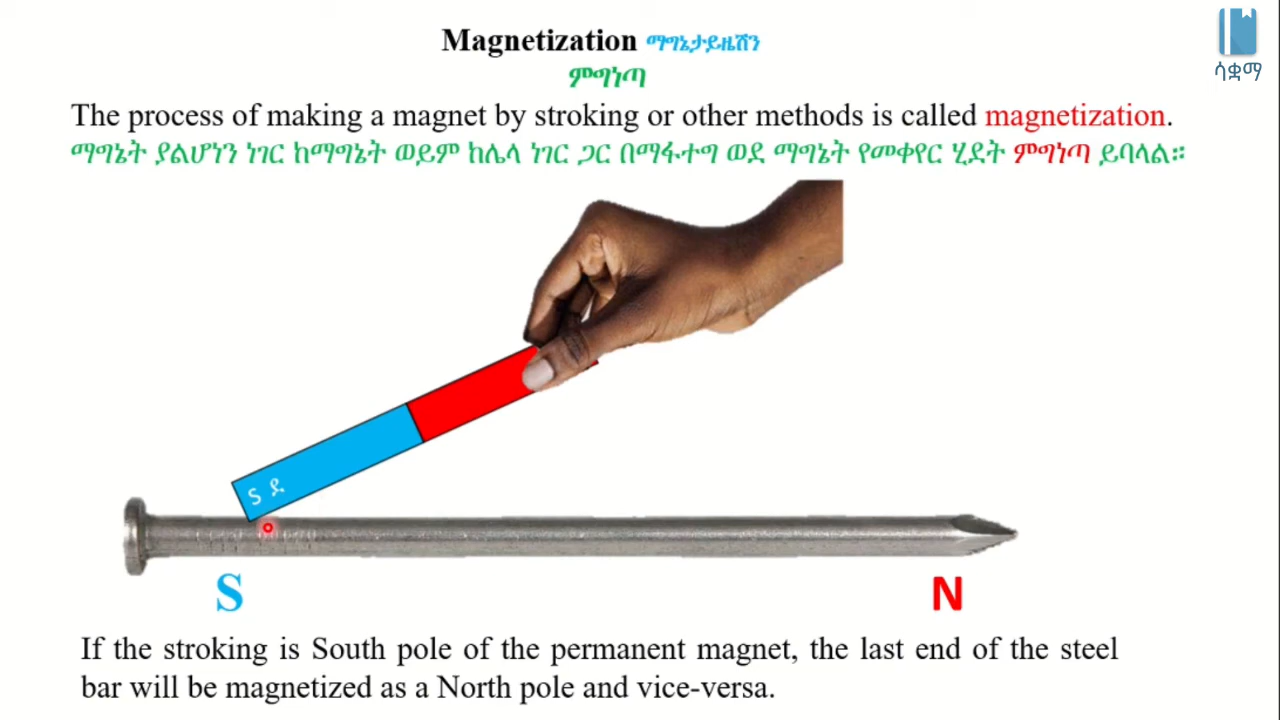 Magnetization ማግኔታይዜሽን
ምግነጣ
ሳቋማ
The process of making a magnet by stroking or other methods is called magnetization.
ማግኔት ያልሆነን ነገር ከማግኔት ወይም ከሌላ ነገር ጋር በማፋተግ ወደ ማግኔት የመቀየር ሂደት ምግነጣ ይባላል።
S ደ
S
N
If the stroking is South pole of the permanent magnet, the last end of the steel
bar will be magnetized as a North pole and vice-versa.